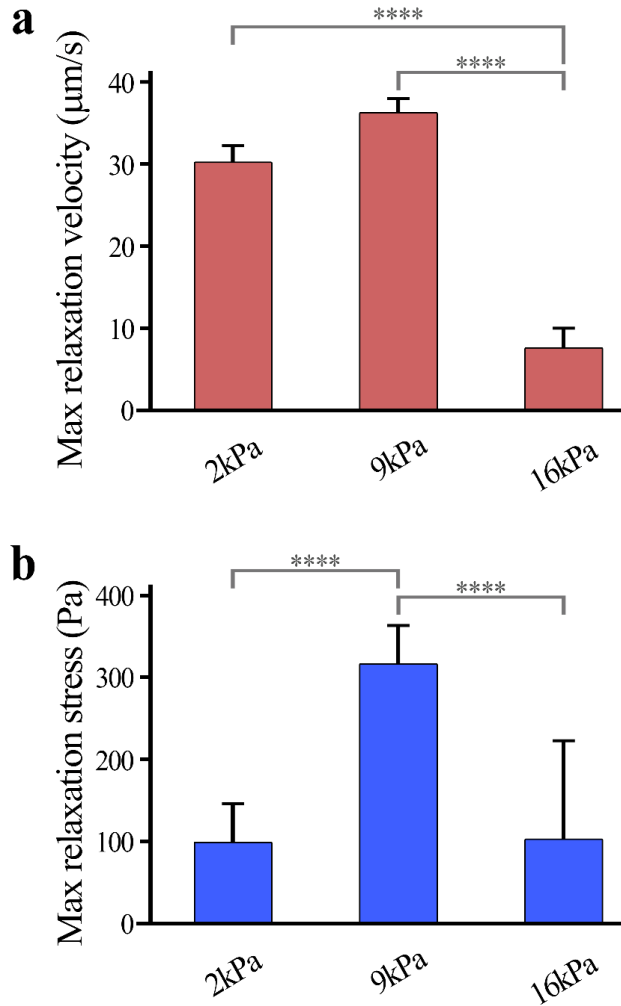 a
****
****
Max relaxation velocity (μm/s)
40
30
20
10
0
2kPa
9kPa
16kPa
b
****
****
Max relaxation stress (Pa)
400
300
200
100
0
2kPa
9kPa
16kPa